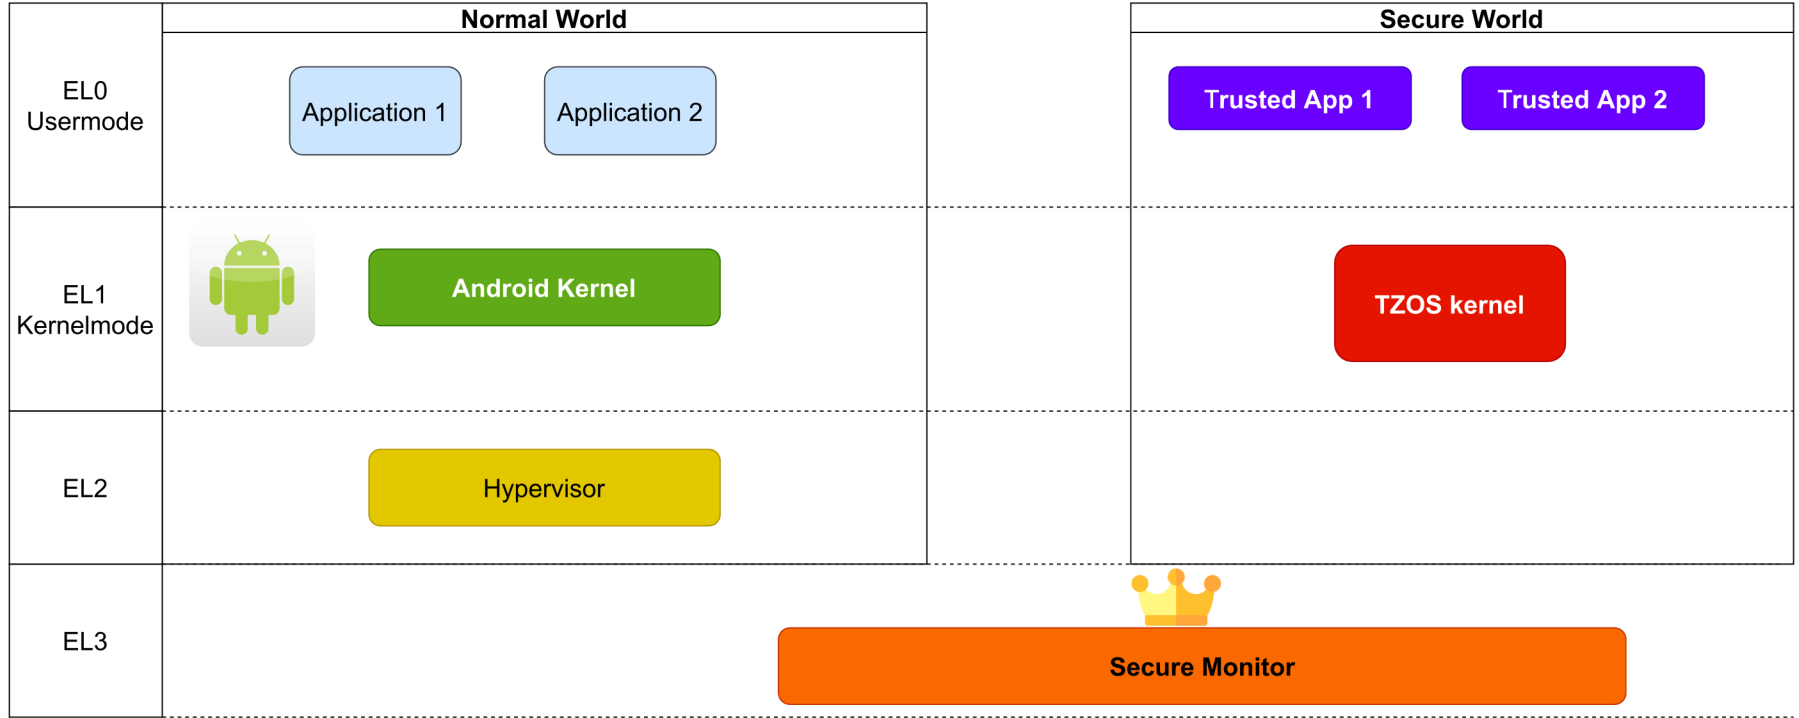 Normal World
Secure World
EL0
Usermode
Application 1
Application 2
Trusted App 1
Trusted App 2
EL1
Kernelmode
Android Kernel
TZOS kernel
EL2
Hypervisor
EL3
Secure Monitor